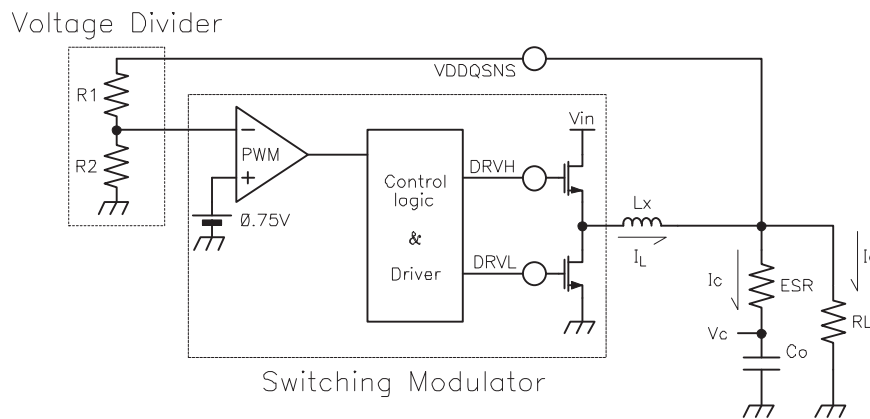 Voltage Divider
VDDQSNS
R1
R2
PWM
0.75V
Control
logic
&
Driver
DRVH
DRVL
Vin
Lx
IL
Ic
ESR
Vc
Co
RL
Switching Modulator